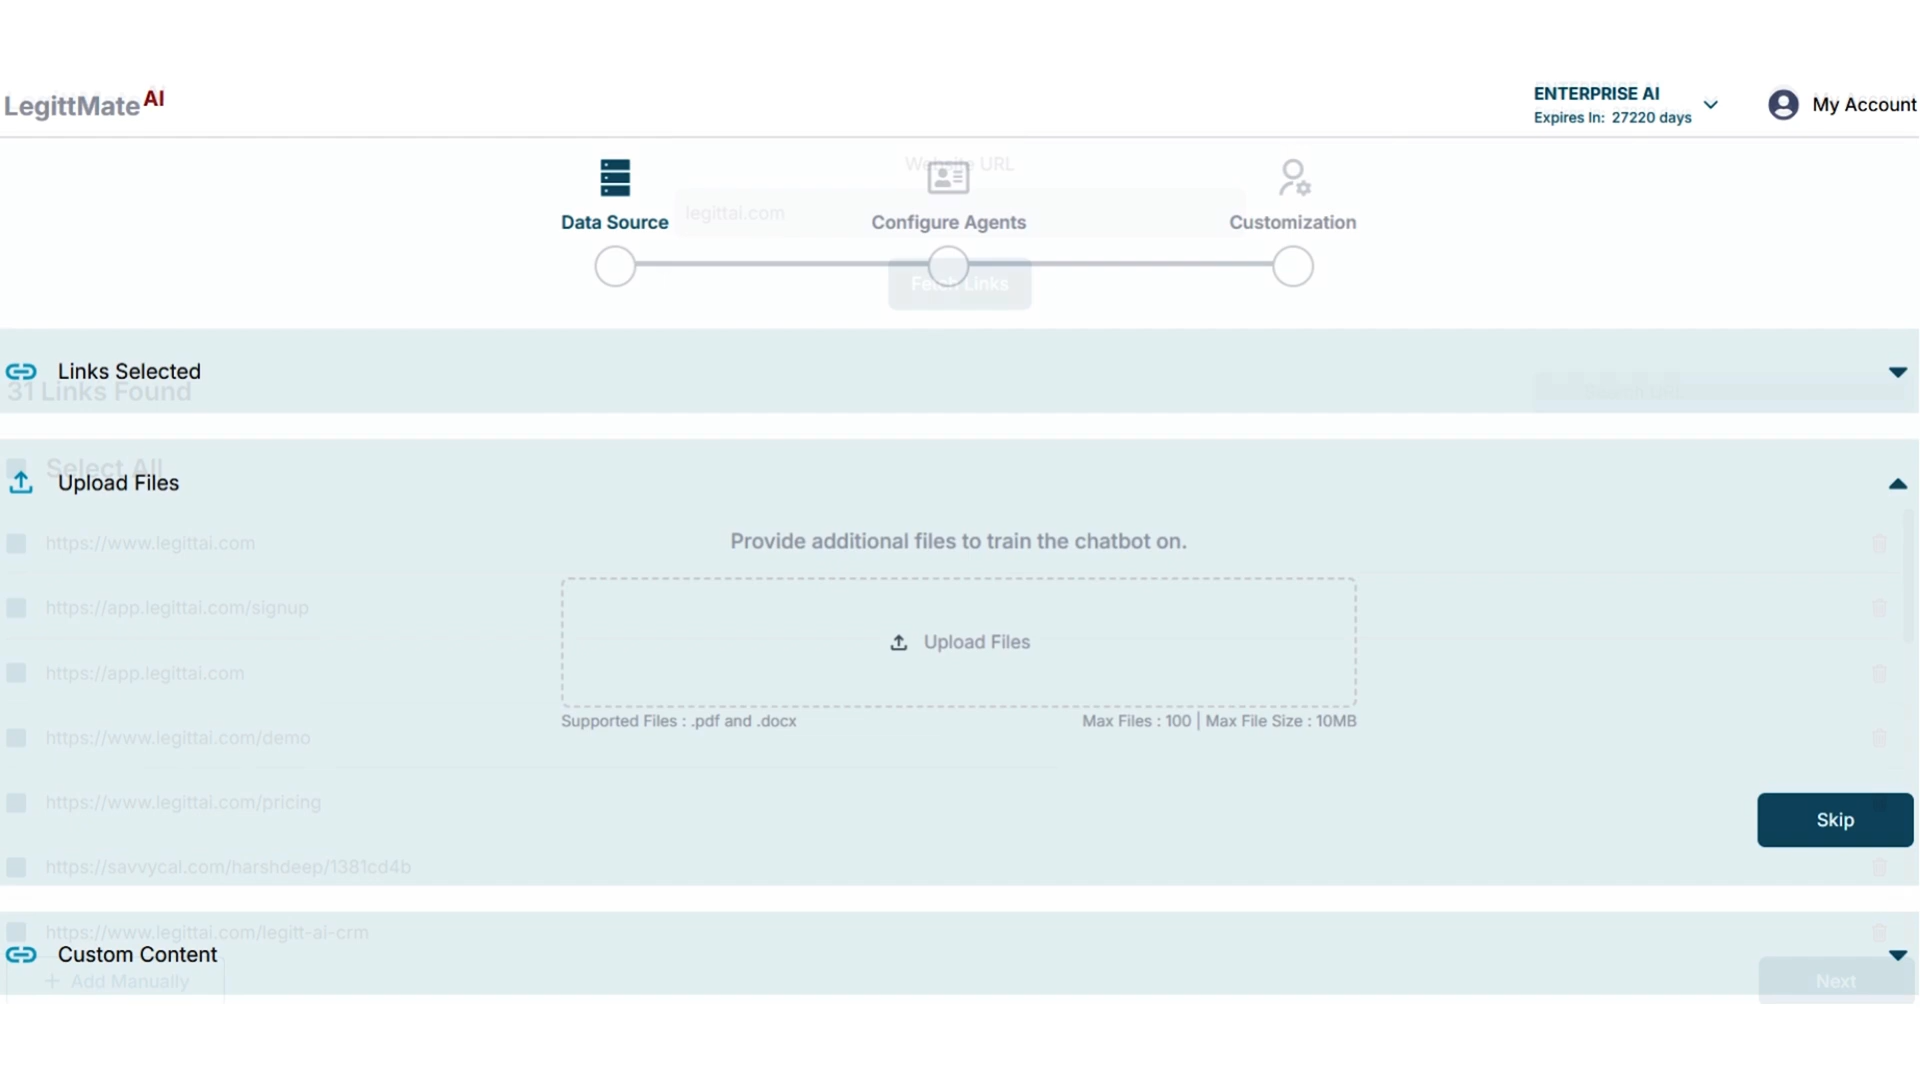 LegittMate AI
ENTERPRISE AI
Expires In: 27220 days
My Account
Website URL
Data Source
legittai.com
Configure Agents
Customization
Fetch Links
Links Selected
31 Links Found
Select All
Upload Files
https://www.legittai.com
Provide additional files to train the chatbot on.
https://app.legittai.com/signup
Upload Files
https://app.legittai.com
Supported Files : .pdf and .docx
Max Files : 100 | Max File Size : 10MB
https://www.legittai.com/demo
https://www.legittai.com/pricing
Skip
https://savvycal.com/harshdeep/1381cd4b
https://www.legittai.com/legitt-ai-crm
Custom Content
+ Add Manually
Next